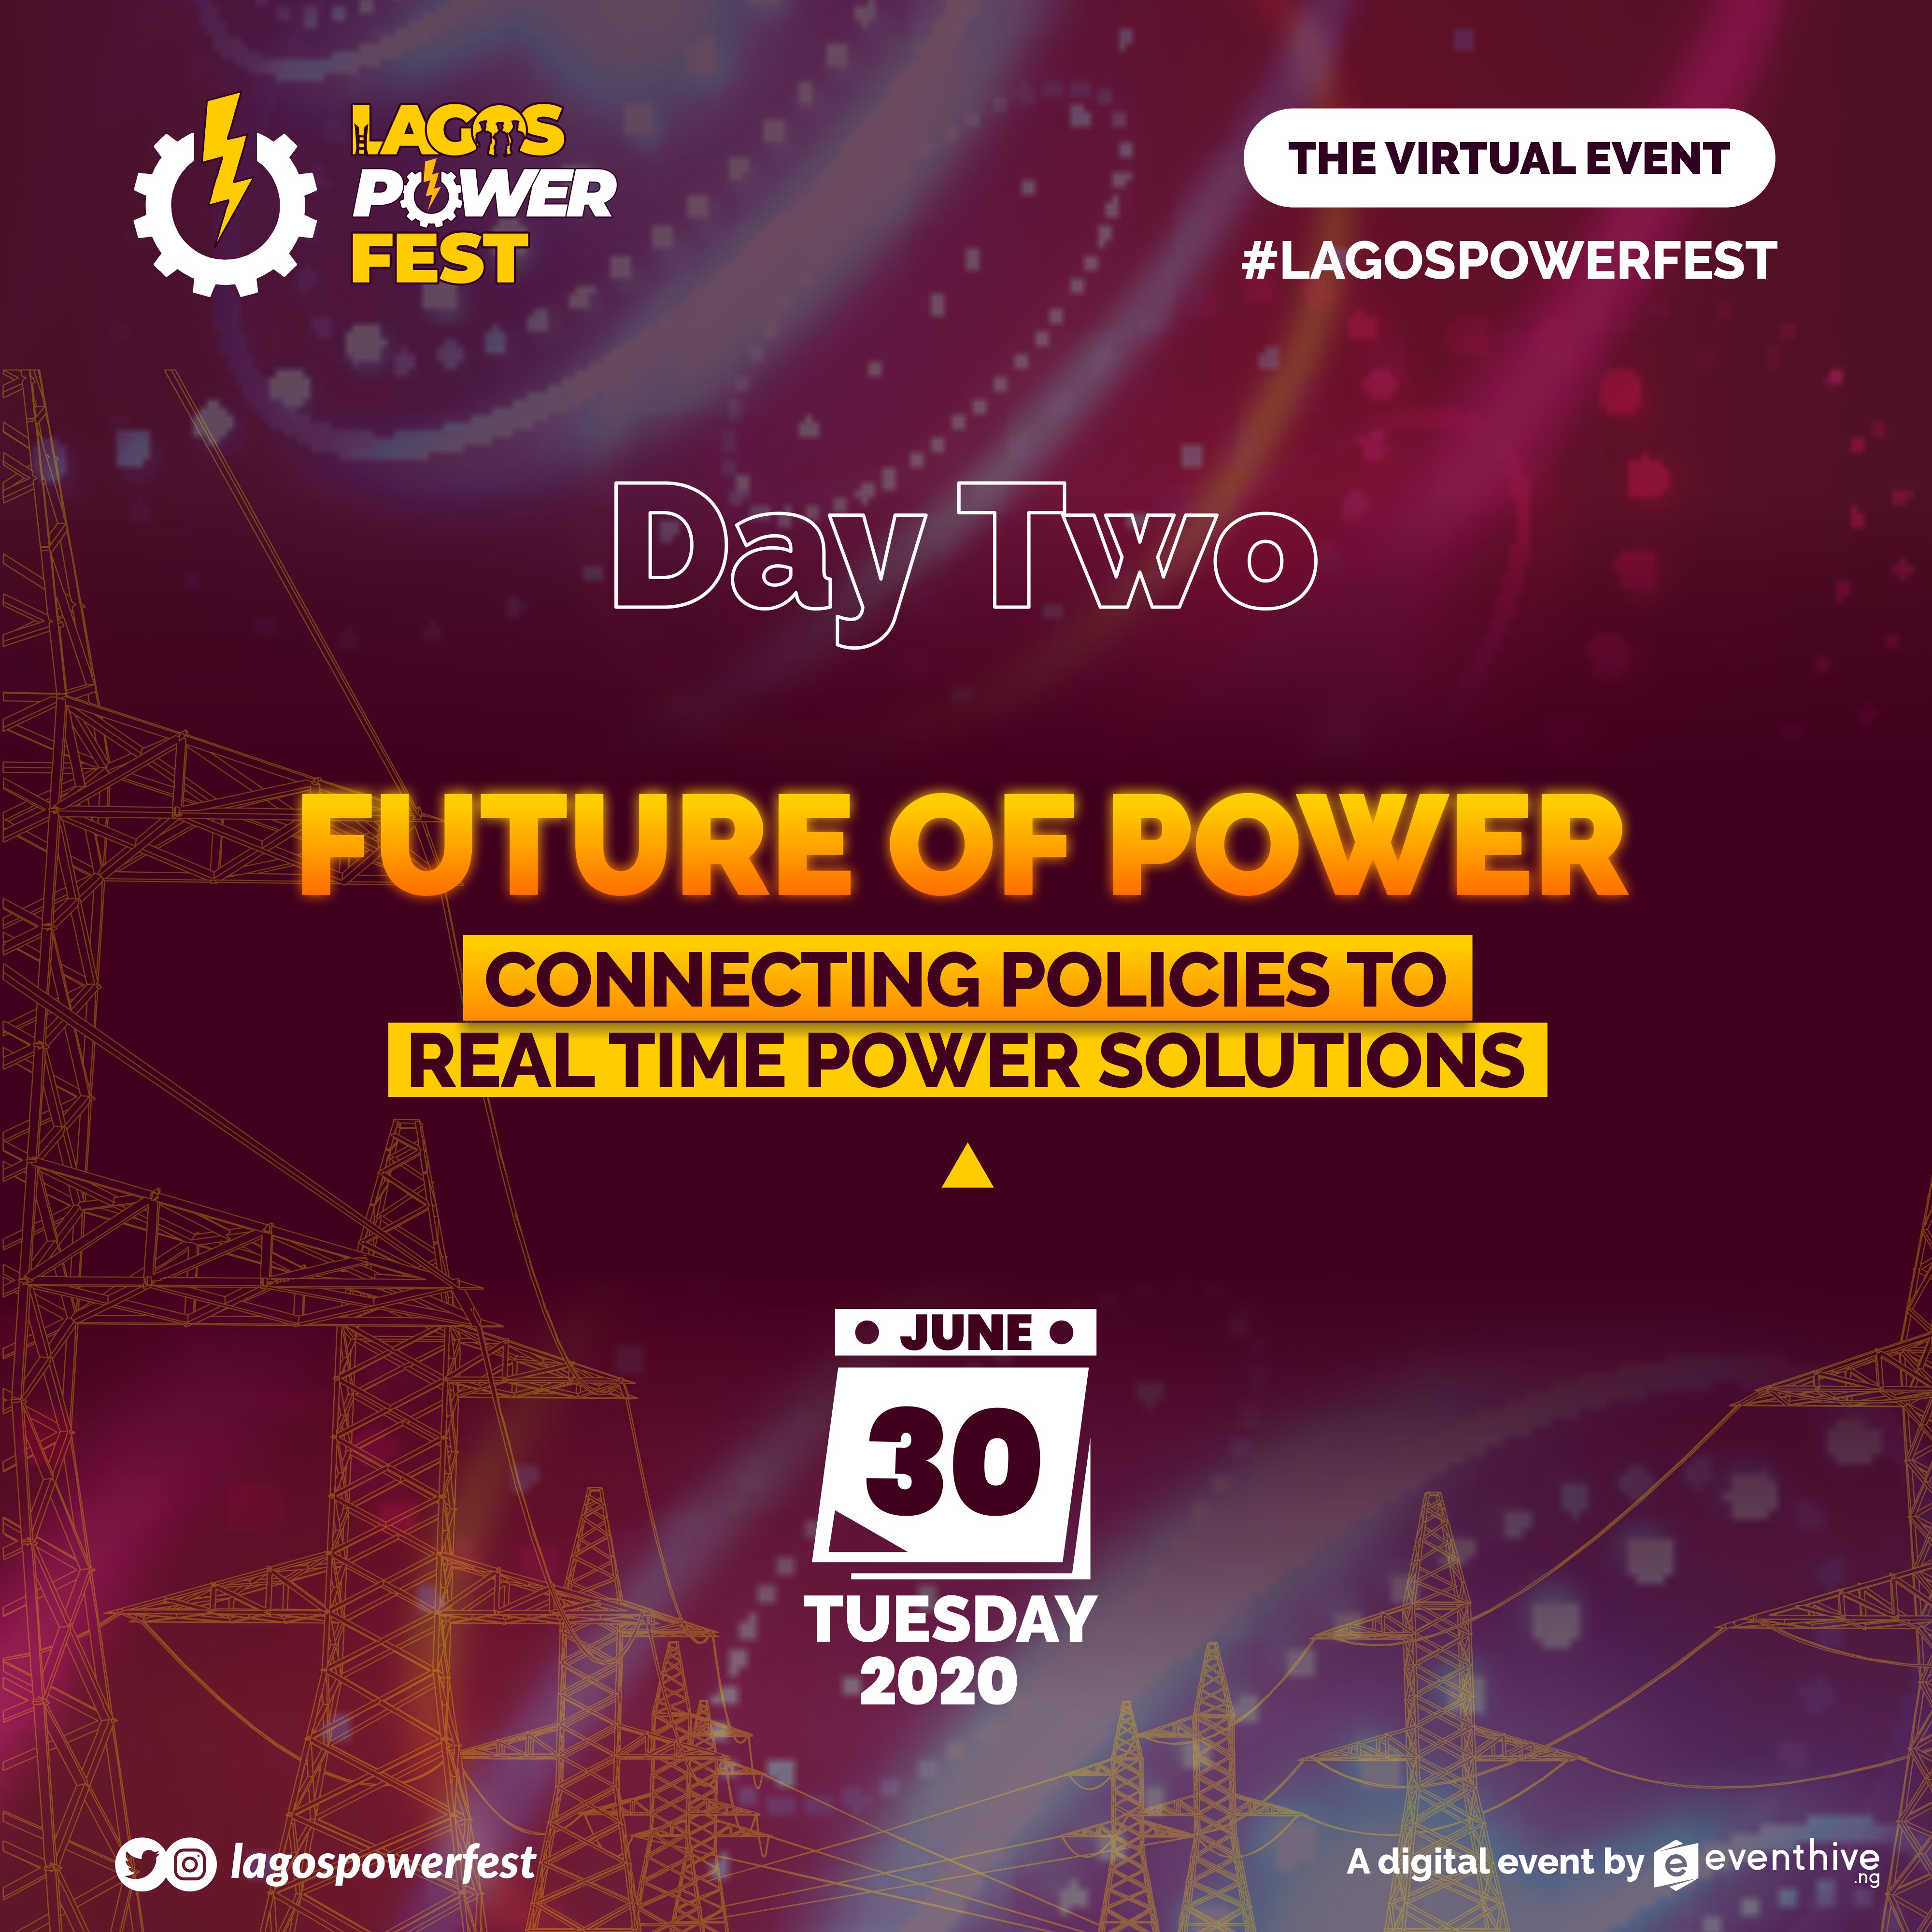 LAGOS
POWER
FEST
THE VIRTUAL EVENT
#LAGOSPOWERFEST
Day Two
FUTURE OF POWER
CONNECTING POLICIES TO
REAL TIME POWER SOLUTIONS
JUNE
30
TUESDAY
2020
lagospowerfest
A digital event by e eventhive
.ng